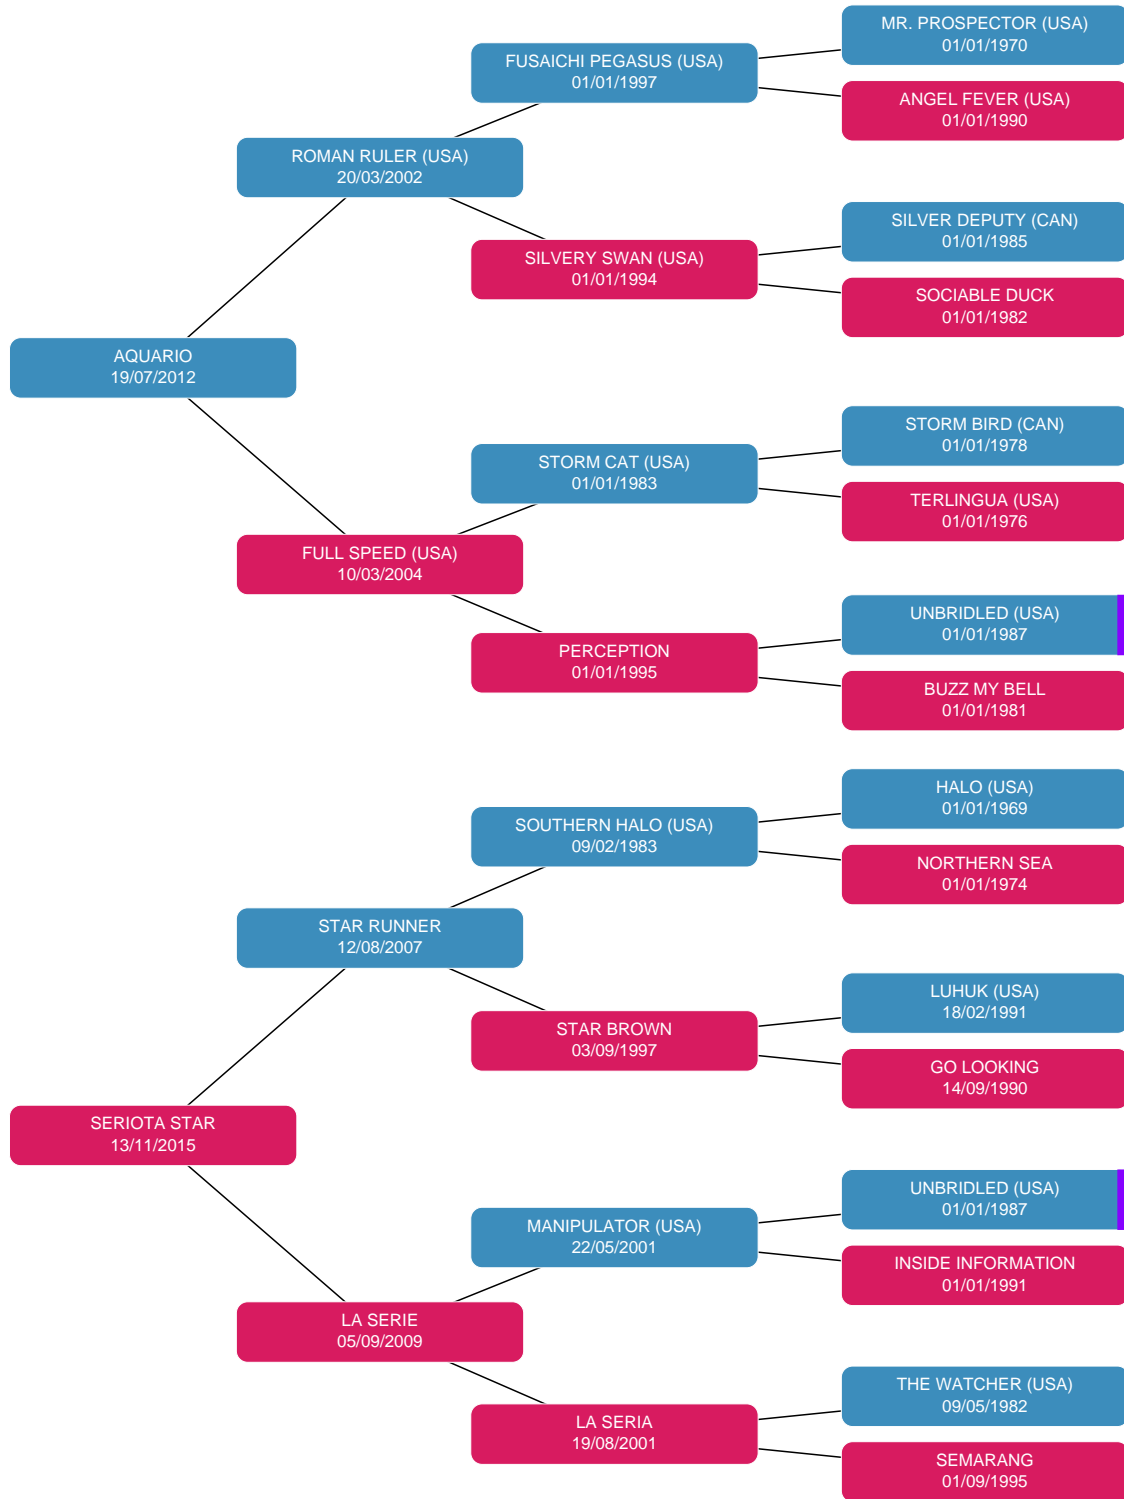 MR. PROSPECTOR (USA)
01/01/1970
FUSAICHI PEGASUS (USA)
01/01/1997
ANGEL FEVER (USA)
01/01/1990
ROMAN RULER (USA)
20/03/2002
SILVER DEPUTY (CAN)
01/01/1985
SILVERY SWAN (USA)
01/01/1994
SOCIABLE DUCK
01/01/1982
AQUARIO
19/07/2012
STORM BIRD (CAN)
01/01/1978
STORM CAT (USA)
01/01/1983
TERLINGUA (USA)
01/01/1976
FULL SPEED (USA)
10/03/2004
UNBRIDLED (USA)
01/01/1987
PERCEPTION
01/01/1995
BUZZ MY BELL
01/01/1981
HALO (USA)
01/01/1969
SOUTHERN HALO (USA)
09/02/1983
NORTHERN SEA
01/01/1974
STAR RUNNER
12/08/2007
LUHUK (USA)
18/02/1991
STAR BROWN
03/09/1997
GO LOOKING
14/09/1990
SERIOTA STAR
13/11/2015
UNBRIDLED (USA)
01/01/1987
MANIPULATOR (USA)
22/05/2001
INSIDE INFORMATION
01/01/1991
LA SERIE
05/09/2009
THE WATCHER (USA)
09/05/1982
LA SERIA
19/08/2001
SEMARANG
01/09/1995